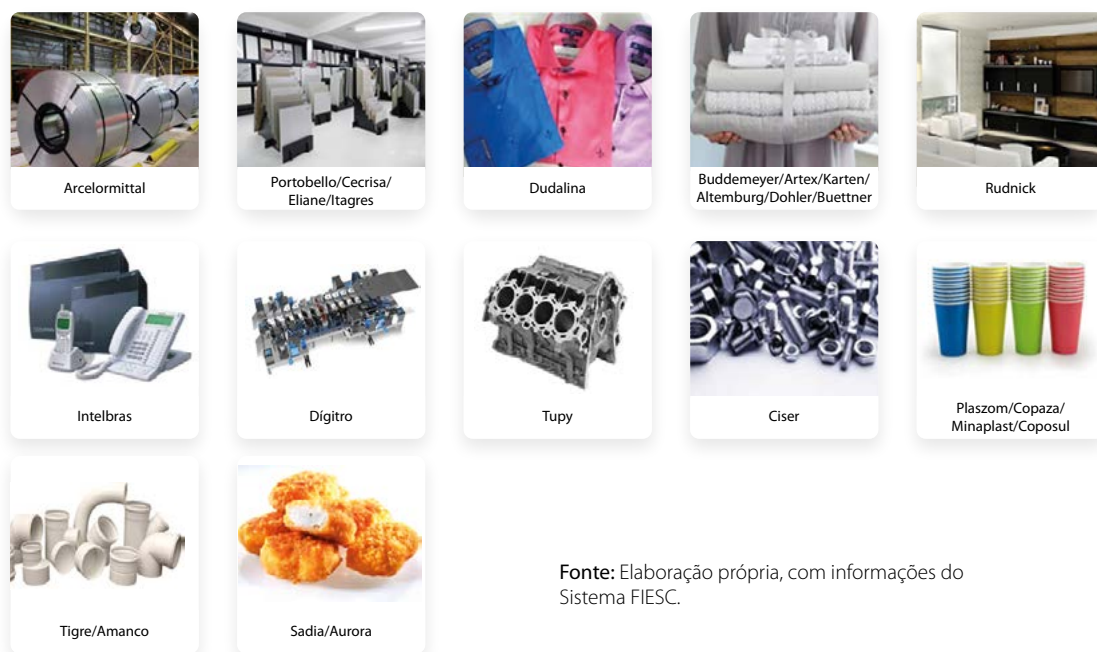 Arcelormittal
Portobello/Cecrisa/
Eliane/Itagres
Dudalina
Buddemeyer/Artex/Karten/
Altemburg/Dohler/Buettner
Rudnick
Intelbras
Dígitro
Tupy
Ciser
Plaszom/Copaza/
Minaplast/Coposul
Tigre/Amanco
Sadia/Aurora
Fonte: Elaboração própria, com informações do
Sistema FIESC.